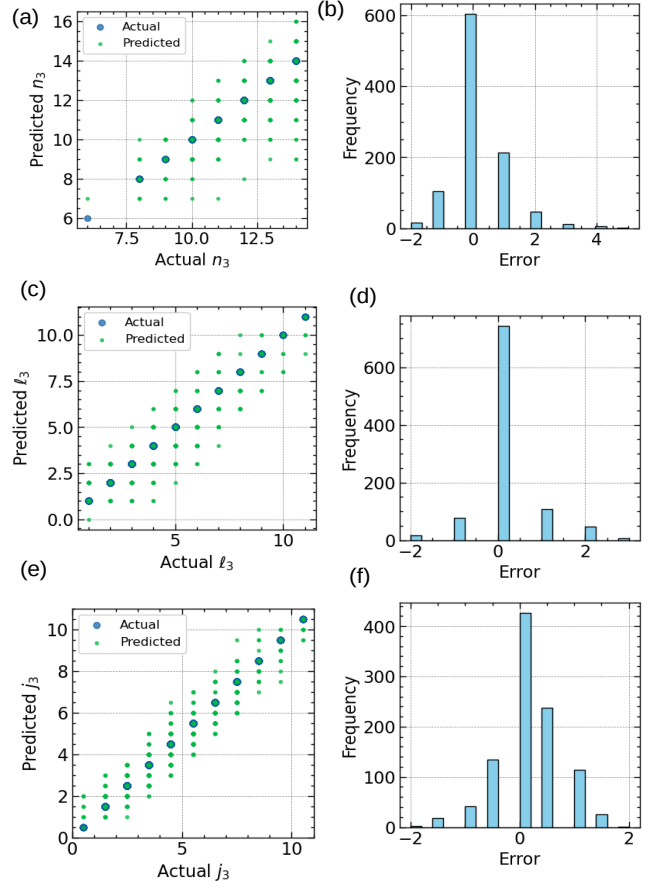 (a)
Actual
Predicted
Predicted n₃
16
14
12
10
8
6
7.5 10.0 12.5
Actual n₃
(b)
Frequency
600
400
200
0
−2 0 2 4
Error
(c)
Actual
Predicted
Predicted ℓ₃
10.0
7.5
5.0
2.5
0.0
5 10
Actual ℓ₃
(d)
Frequency
600
400
200
0
−2 0 2
Error
(e)
Actual
Predicted
Predicted j₃
10
8
6
4
2
0
0 5 10
Actual j₃
(f)
Frequency
400
300
200
100
0
−2 0 2
Error